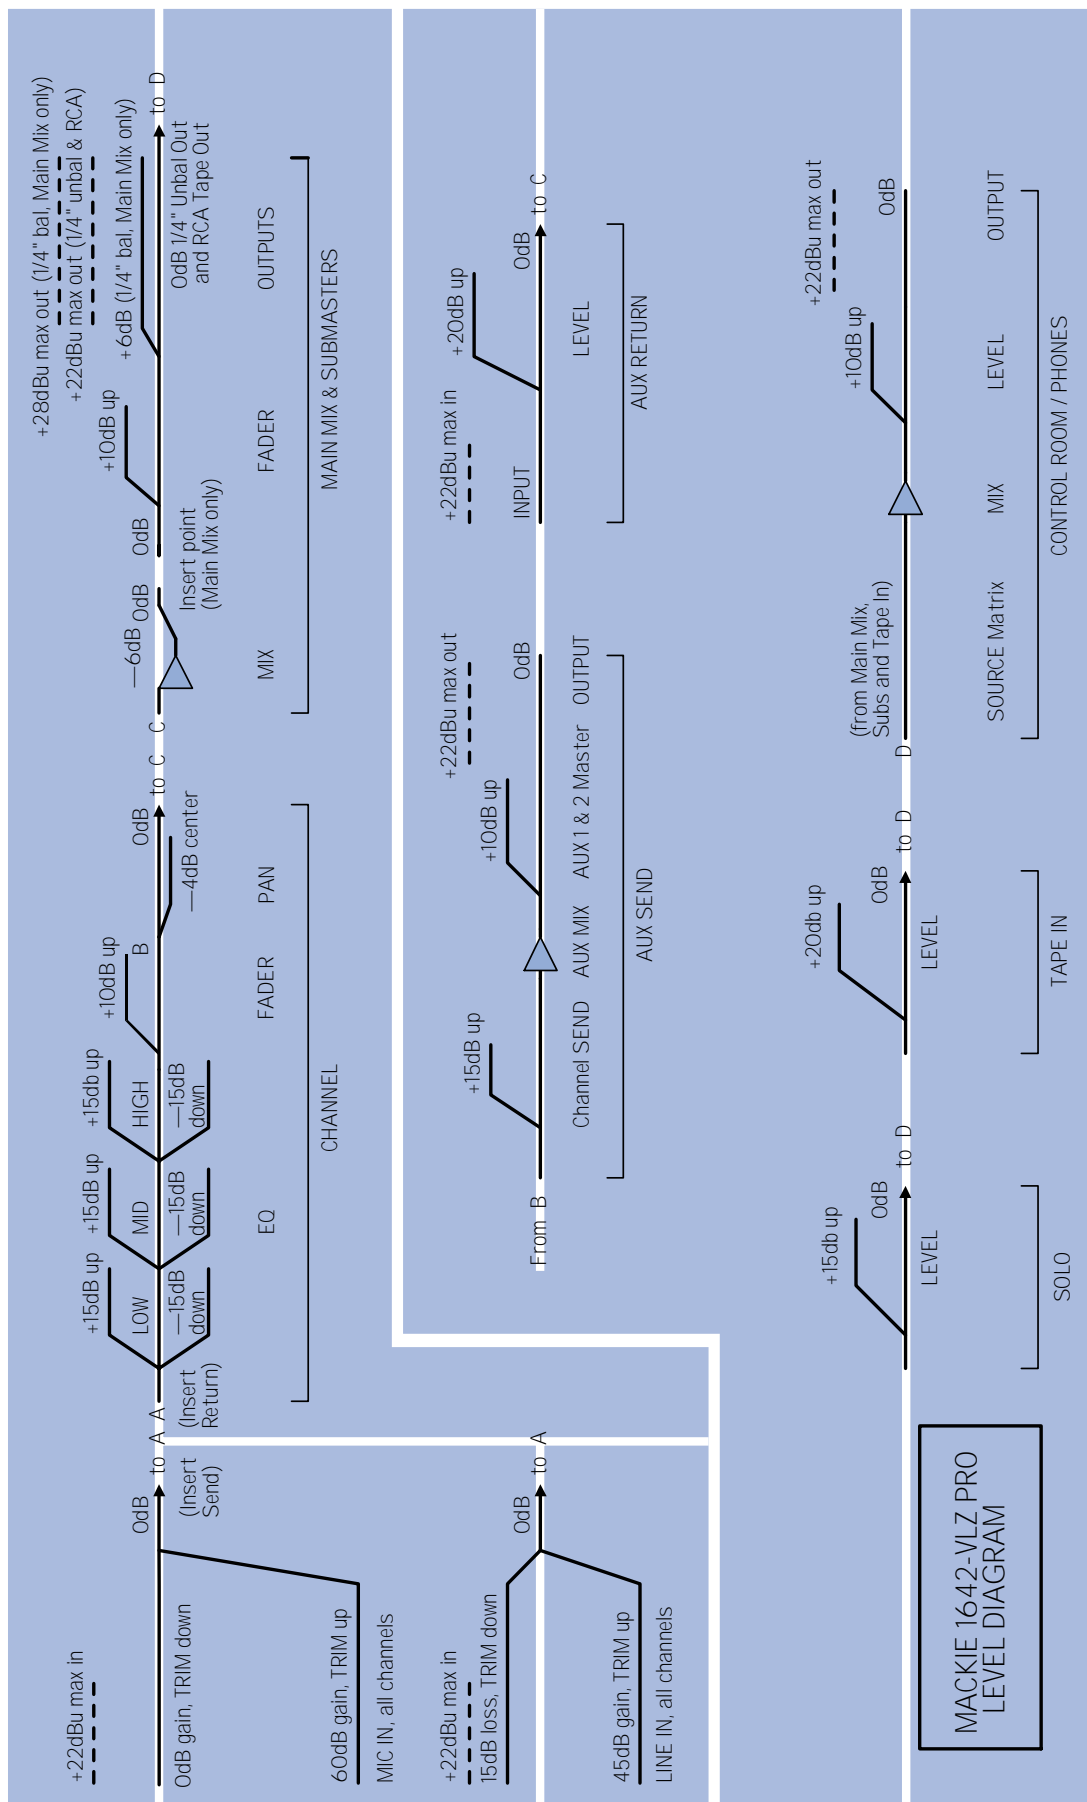 +22dBu max in
0dB gain, TRIM down
60dB gain, TRIM up
MIC IN, all channels
0dB
to A
(Insert
Send)
A
(Insert
Return)
+15dB up
LOW
—15dB
down
+15dB up
MID
—15dB
down
+15db up
HIGH
—15dB
down
EQ
+10dB up
FADER
B
—4dB center
PAN
0dB
to C
CHANNEL
C
—6dB
0dB
MIX
Insert point
(Main Mix only)
0dB
+10dB up
FADER
+28dBu max out (1/4" bal, Main Mix only)
+22dBu max out (1/4" unbal & RCA)
+6dB (1/4" bal, Main Mix only)
to D
0dB 1/4" Unbal Out
and RCA Tape Out
OUTPUTS
MAIN MIX & SUBMASTERS
+22dBu max in
15dB loss, TRIM down
45dB gain, TRIM up
LINE IN, all channels
0dB
to A
From B
+15dB up
Channel SEND
AUX MIX
+10dB up
AUX 1 & 2 Master
+22dBu max out
0dB
OUTPUT
AUX SEND
+22dBu max in
INPUT
+20dB up
LEVEL
0dB
to C
AUX RETURN
MACKIE 1642-VLZ PRO
LEVEL DIAGRAM
+15db up
LEVEL
0dB
to D
SOLO
+20db up
LEVEL
0dB
to D
TAPE IN
D
(from Main Mix,
Subs and Tape In)
SOURCE Matrix
MIX
+10dB up
LEVEL
+22dBu max out
0dB
OUTPUT
CONTROL ROOM / PHONES